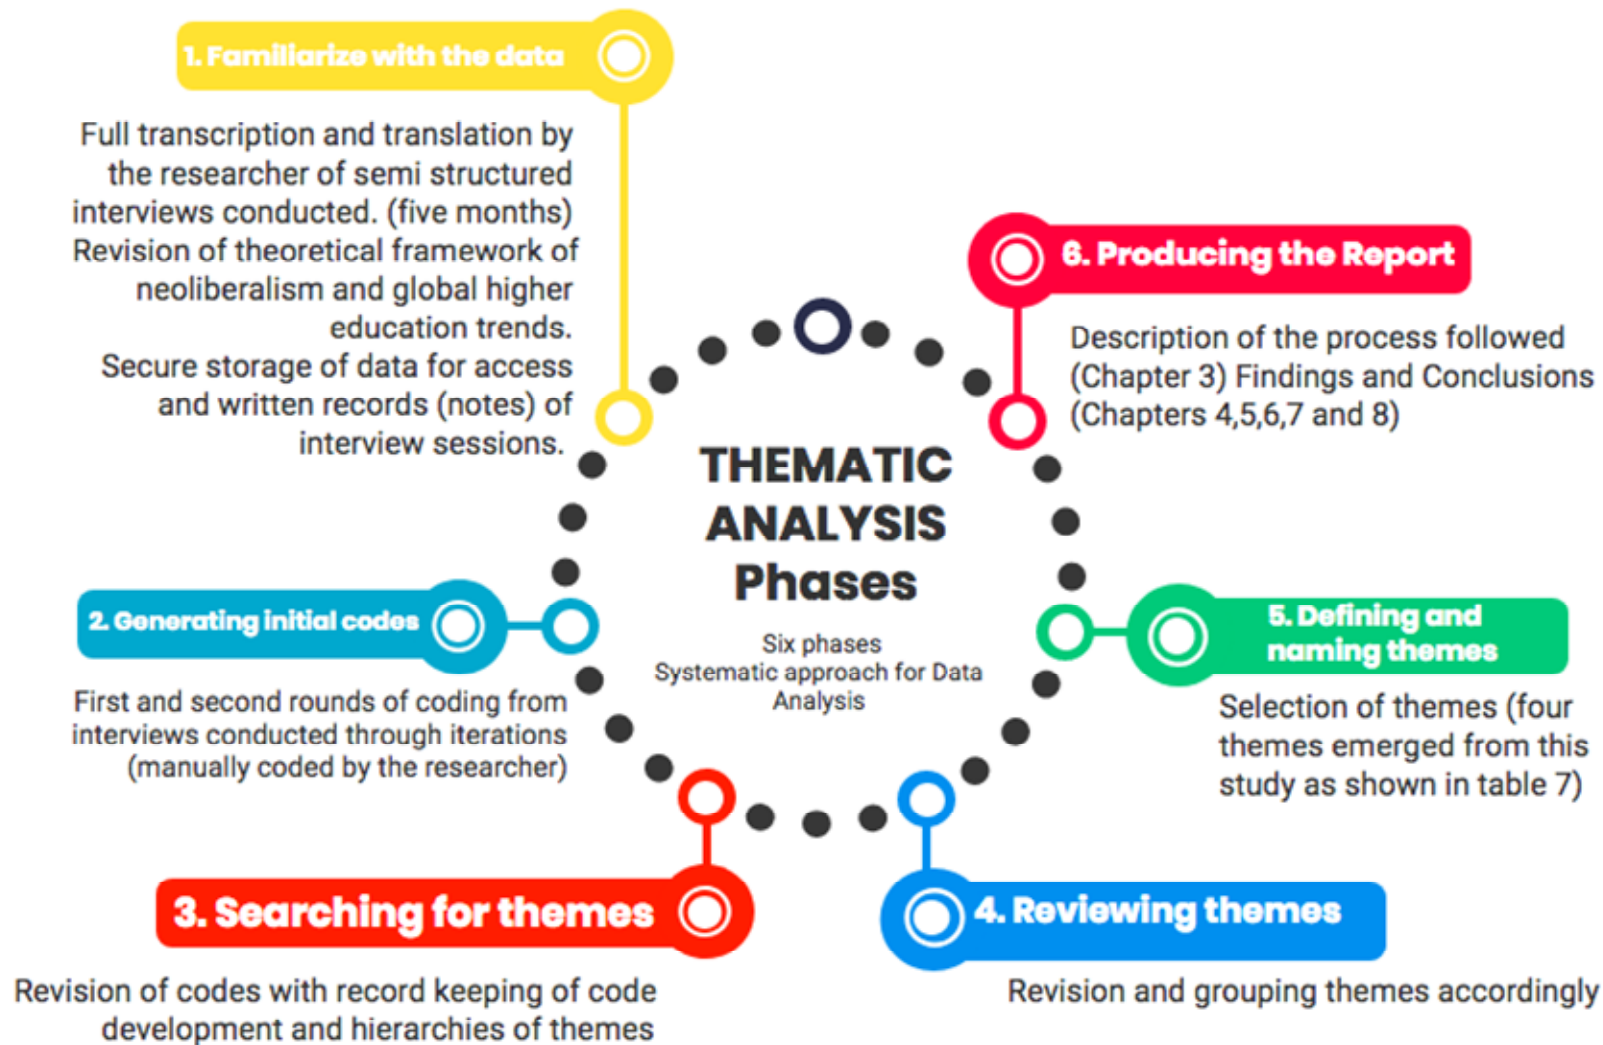 THEMATIC
ANALYSIS
Phases
Six phases
Systematic approach for Data
Analysis
1. Familiarize with the data
Full transcription and translation by
the researcher of semi structured
interviews conducted. (five months)
Revision of theoretical framework of
neoliberalism and global higher
education trends.
Secure storage of data for access
and written records (notes) of
interview sessions.
2. Generating initial codes
First and second rounds of coding from
interviews conducted through iterations
(manually coded by the researcher)
3. Searching for themes
Revision of codes with record keeping of code
development and hierarchies of themes
4. Reviewing themes
Revision and grouping themes accordingly
5. Defining and
naming themes
Selection of themes (four
themes emerged from this
study as shown in table 7)
6. Producing the Report
Description of the process followed
(Chapter 3) Findings and Conclusions
(Chapters 4,5,6,7 and 8)